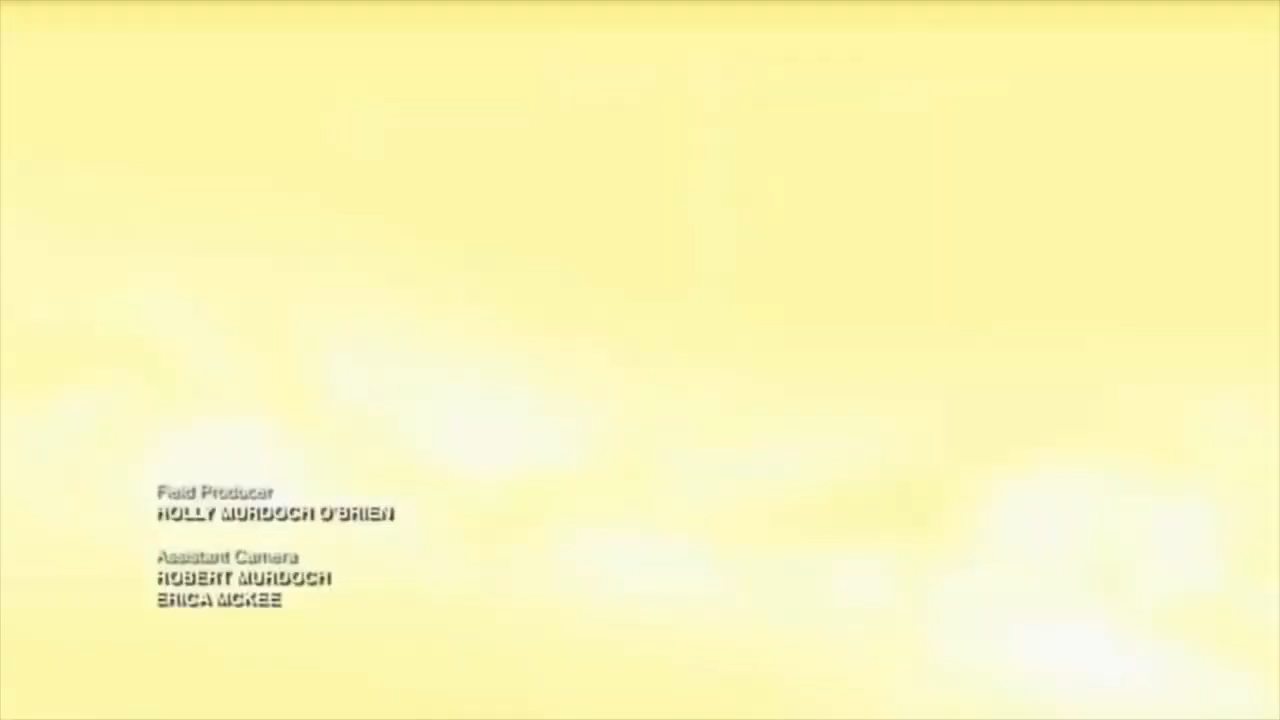 Field Producer
HOLLY MURDOCH O'BRIEN
Assistant Camera
ROBERT MURDOCH
ERICA MCKEE